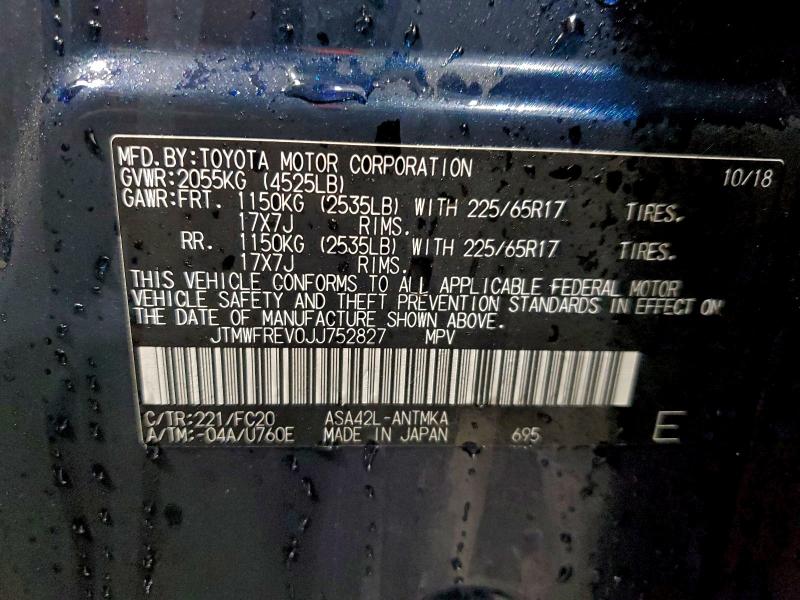 MFD.BY:TOYOTA MOTOR CORPORATION 10/18
GVWR:2055KG (4525LB)
GAWR:FRT. 1150KG (2535LB) WITH 225/65R17 TIRES.
17X7J RIMS.
RR. 1150KG (2535LB) WITH 225/65R17 TIRES.
17X7J RIMS.
THIS VEHICLE CONFORMS TO ALL APPLICABLE FEDERAL MOTOR
VEHICLE SAFETY AND THEFT PREVENTION STANDARDS IN EFFECT ON
THE DATE OF MANUFACTURE SHOWN ABOVE.
JTMWFREV0JJ752827 MPV
C/TR:221/FC20 ASA42L-ANTMKA
A/TM:-04A/U760E MADE IN JAPAN 695 E